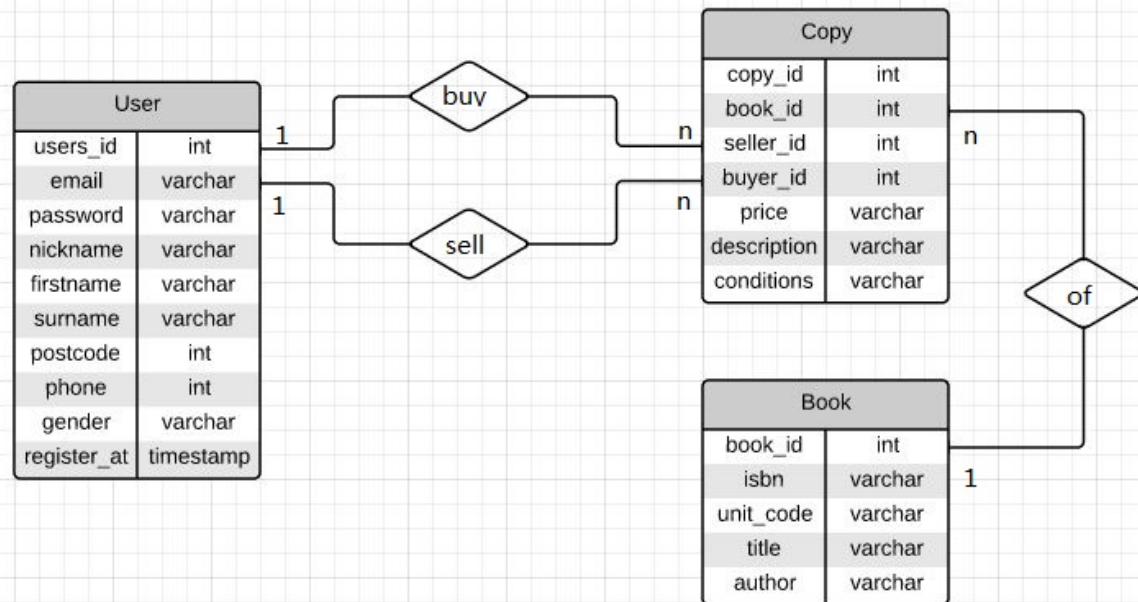 User
users_id int
email varchar
password varchar
nickname varchar
firstname varchar
surname varchar
postcode int
phone int
gender varchar
register_at timestamp
1
buy
n
1
sell
n
Copy
copy_id int
book_id int
seller_id int
buyer_id int
price varchar
description varchar
conditions varchar
n
of
1
Book
book_id int
isbn varchar
unit_code varchar
title varchar
author varchar